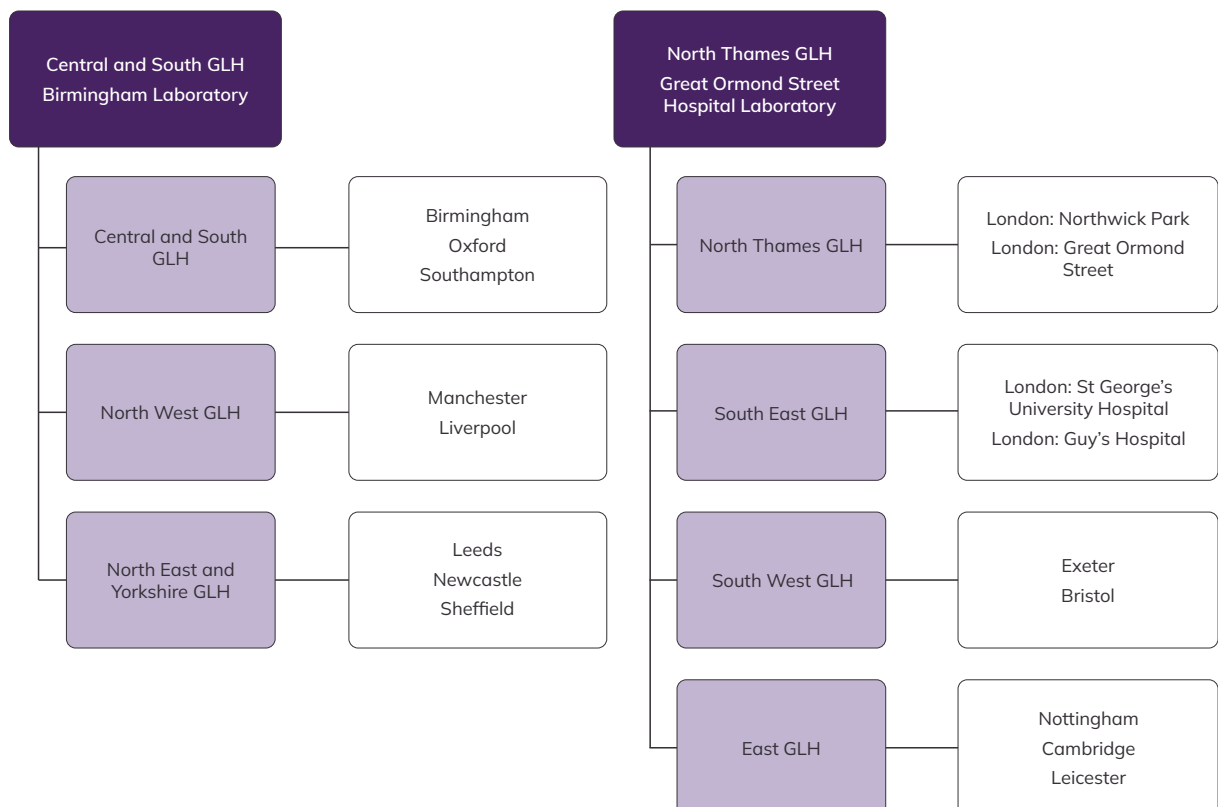 Central and South GLH
Birmingham Laboratory
Central and South
GLH
Birmingham
Oxford
Southampton
North West GLH
Manchester
Liverpool
North East and
Yorkshire GLH
Leeds
Newcastle
Sheffield
North Thames GLH
Great Ormond Street
Hospital Laboratory
North Thames GLH
London: Northwick Park
London: Great Ormond
Street
South East GLH
London: St George’s
University Hospital
London: Guy’s Hospital
South West GLH
Exeter
Bristol
East GLH
Nottingham
Cambridge
Leicester